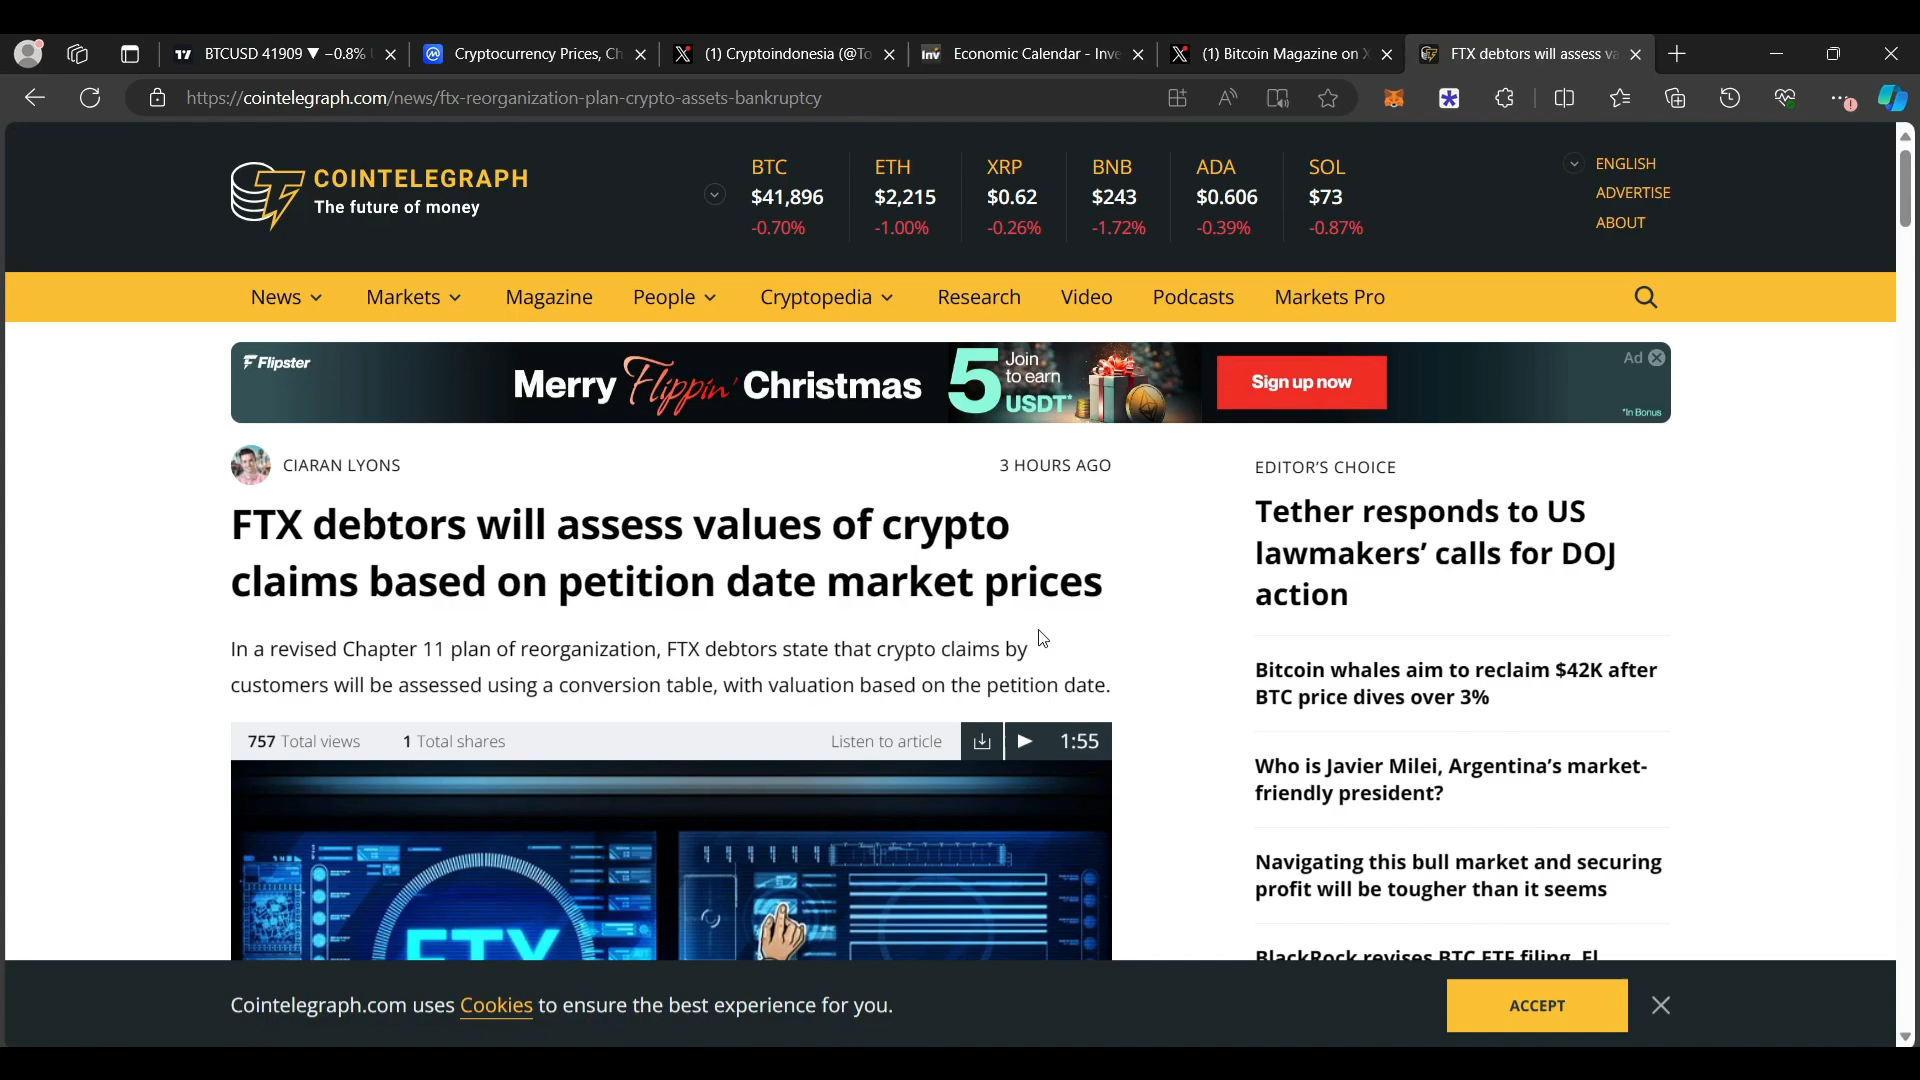 BTCUSD 41909 ▼ −0.8%
Cryptocurrency Prices, Ch
(1) Cryptoindonesia (@To
Economic Calendar - Inve
(1) Bitcoin Magazine on X
FTX debtors will assess va
https://cointelegraph.com/news/ftx-reorganization-plan-crypto-assets-bankruptcy
COINTELEGRAPH
The future of money
BTC ETH XRP BNB ADA SOL
$41,896 $2,215 $0.62 $243 $0.606 $73
-0.70% -1.00% -0.26% -1.72% -0.39% -0.87%
ENGLISH
ADVERTISE
ABOUT
News Markets Magazine People Cryptopedia Research Video Podcasts Markets Pro
Flipster
Merry Flippin' Christmas
5 USDT*
Join
to earn
Sign up now
Ad
*In Bonus
CIARAN LYONS
3 HOURS AGO
FTX debtors will assess values of crypto
claims based on petition date market prices
In a revised Chapter 11 plan of reorganization, FTX debtors state that crypto claims by
customers will be assessed using a conversion table, with valuation based on the petition date.
757 Total views 1 Total shares Listen to article 1:55
FTX
EDITOR'S CHOICE
Tether responds to US
lawmakers' calls for DOJ
action
Bitcoin whales aim to reclaim $42K after
BTC price dives over 3%
Who is Javier Milei, Argentina's market-
friendly president?
Navigating this bull market and securing
profit will be tougher than it seems
BlackRock revises BTC ETF filing, El
Cointelegraph.com uses Cookies to ensure the best experience for you.
ACCEPT